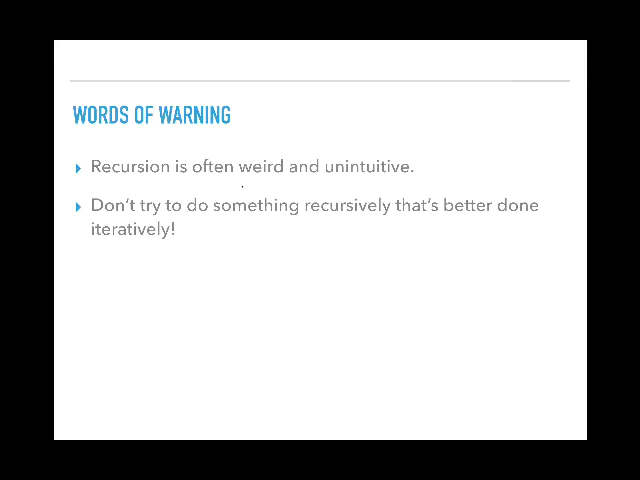 WORDS OF WARNING
Recursion is often weird and unintuitive.
Don't try to do something recursively that's better done
iteratively!